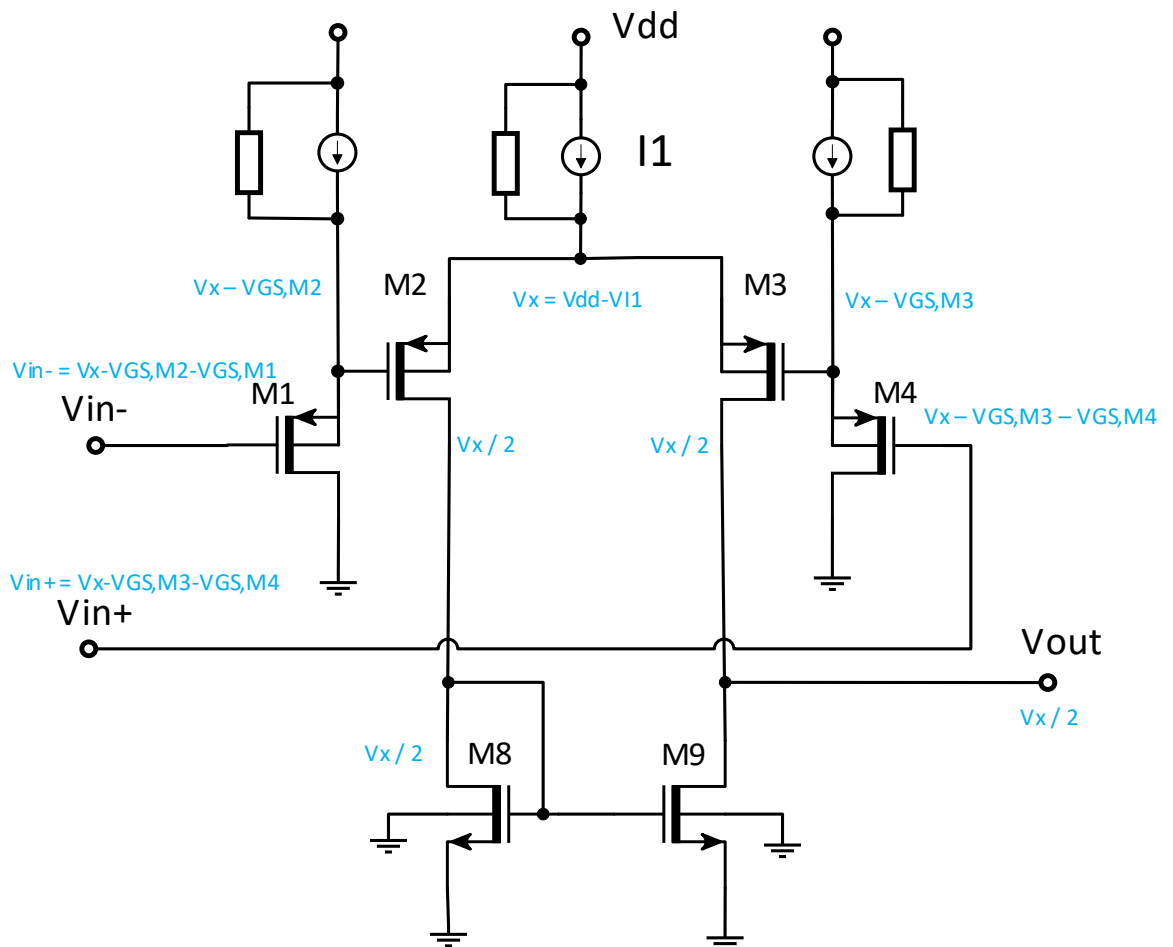 Vdd
I1
Vx – VGS,M2
M2
Vx = Vdd-VI1
M3
Vx – VGS,M3
Vin- = Vx-VGS,M2-VGS,M1
M1
Vin-
M4
Vx – VGS,M3 – VGS,M4
Vx / 2
Vx / 2
Vin+ = Vx-VGS,M3-VGS,M4
Vin+
Vout
Vx / 2
Vx / 2
M8
M9